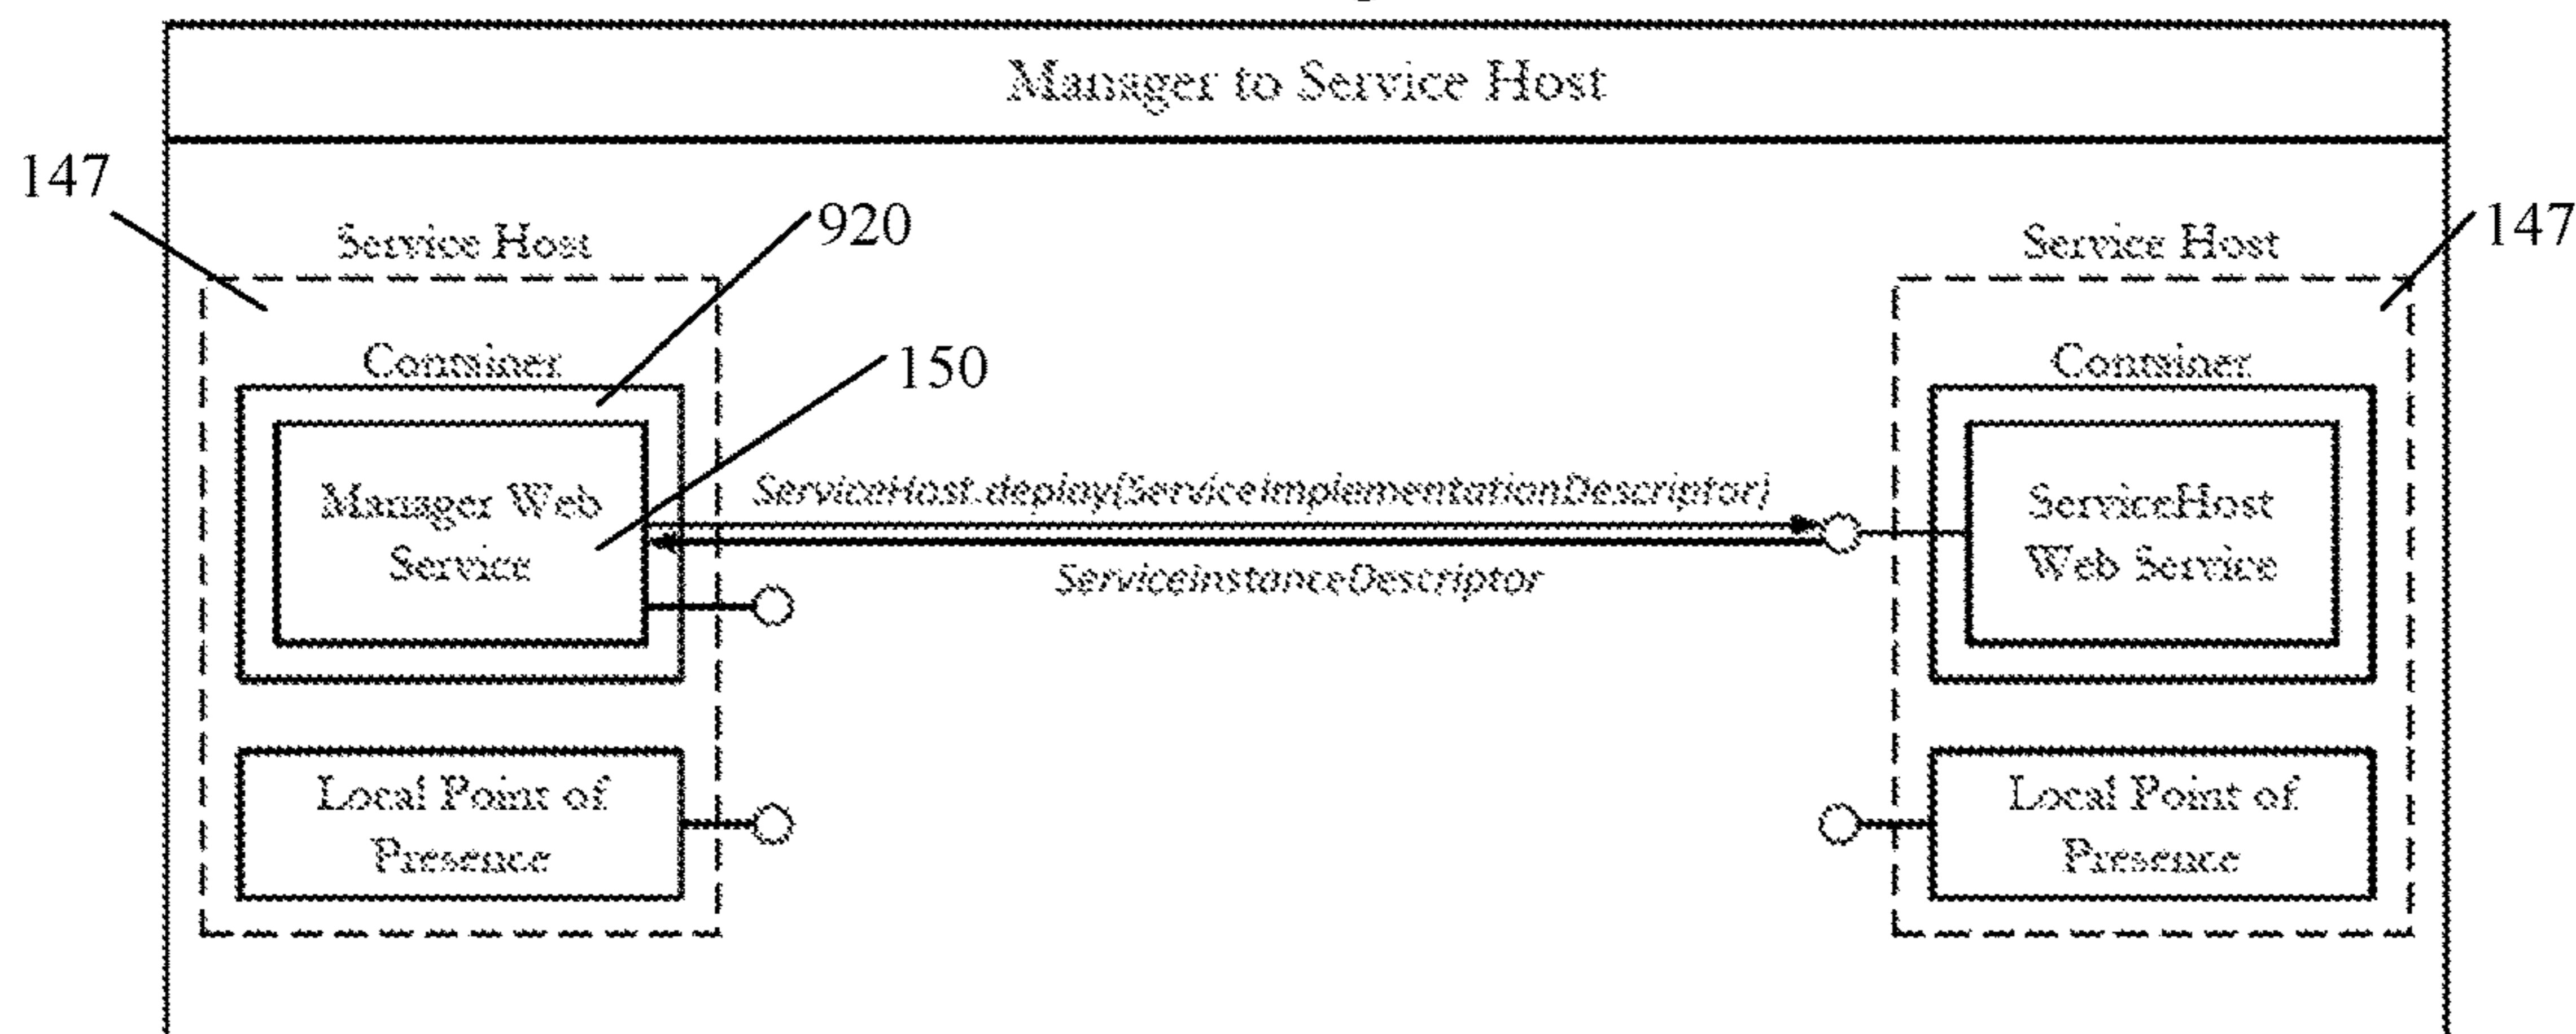 Manager to Service Host
147
Service Host
920
Service Host
147
Container
150
Container
Manager Web
Service
ServiceHost.deploy(ServiceImplementationDescriptor)
ServiceInstanceDescriptor
ServiceHost
Web Service
Local Point of
Presence
Local Point of
Presence